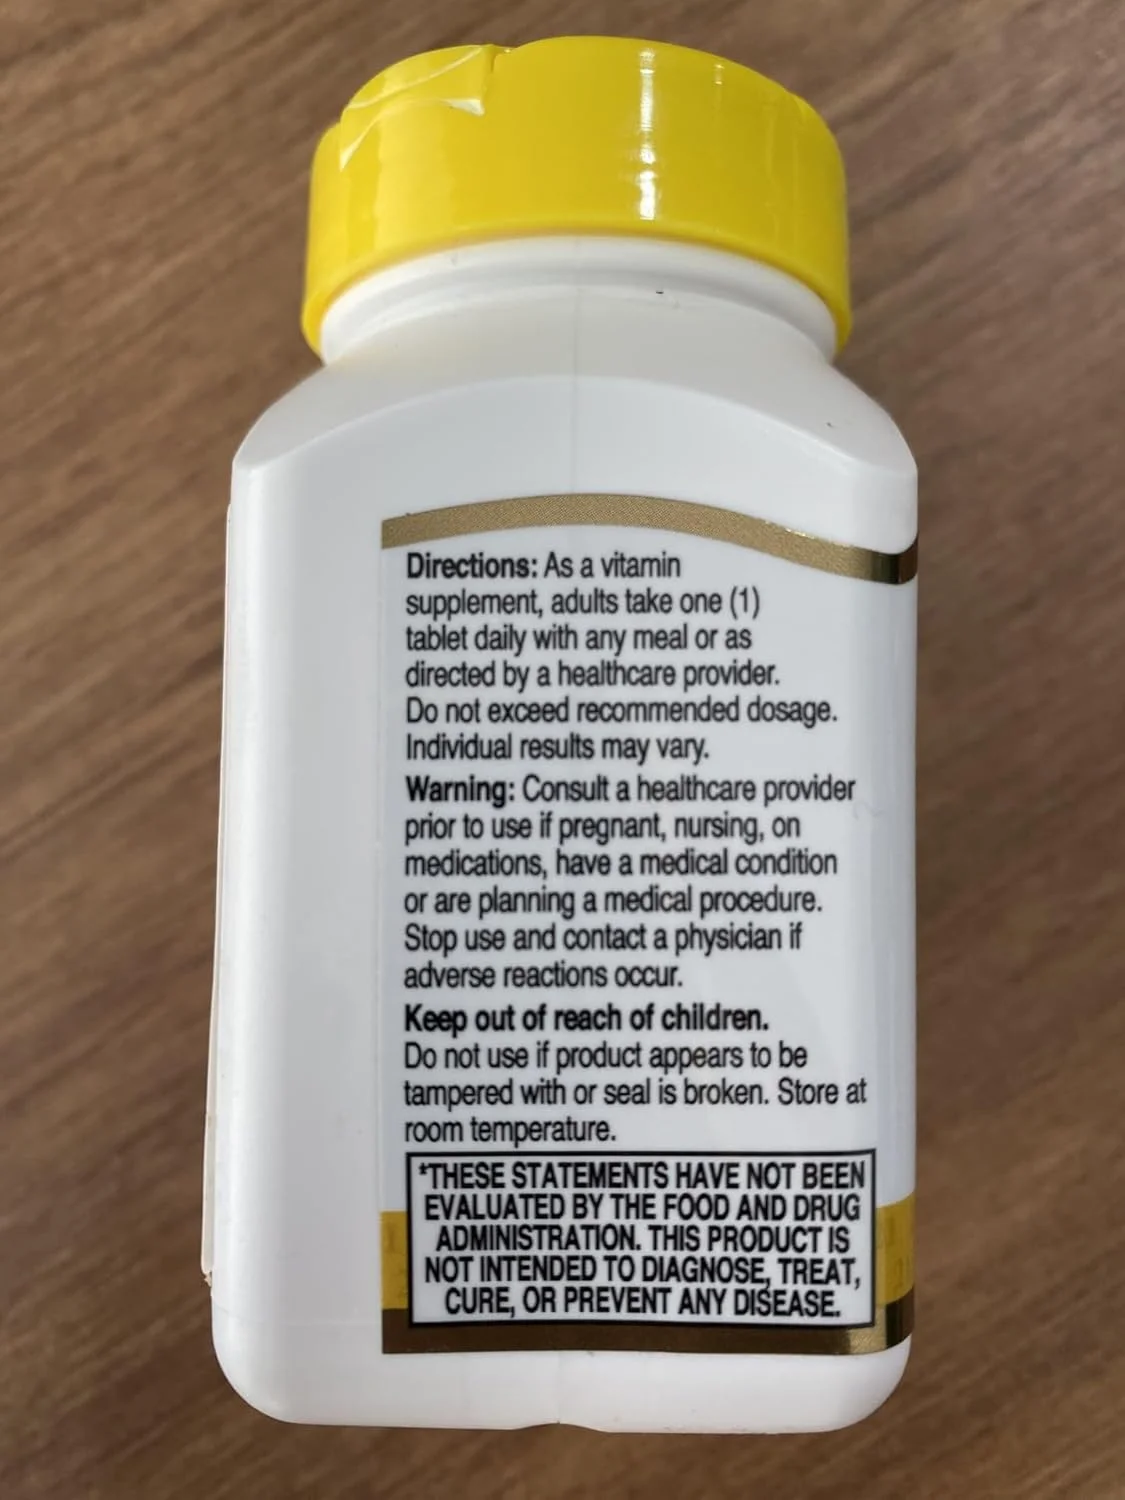 Directions: As a vitamin
supplement, adults take one (1)
tablet daily with any meal or as
directed by a healthcare provider.
Do not exceed recommended dosage.
Individual results may vary.
Warning: Consult a healthcare provider
prior to use if pregnant, nursing, on
medications, have a medical condition
or are planning a medical procedure.
Stop use and contact a physician if
adverse reactions occur.
Keep out of reach of children.
Do not use if product appears to be
tampered with or seal is broken. Store at
room temperature.
*THESE STATEMENTS HAVE NOT BEEN
EVALUATED BY THE FOOD AND DRUG
ADMINISTRATION. THIS PRODUCT IS
NOT INTENDED TO DIAGNOSE, TREAT,
CURE, OR PREVENT ANY DISEASE.